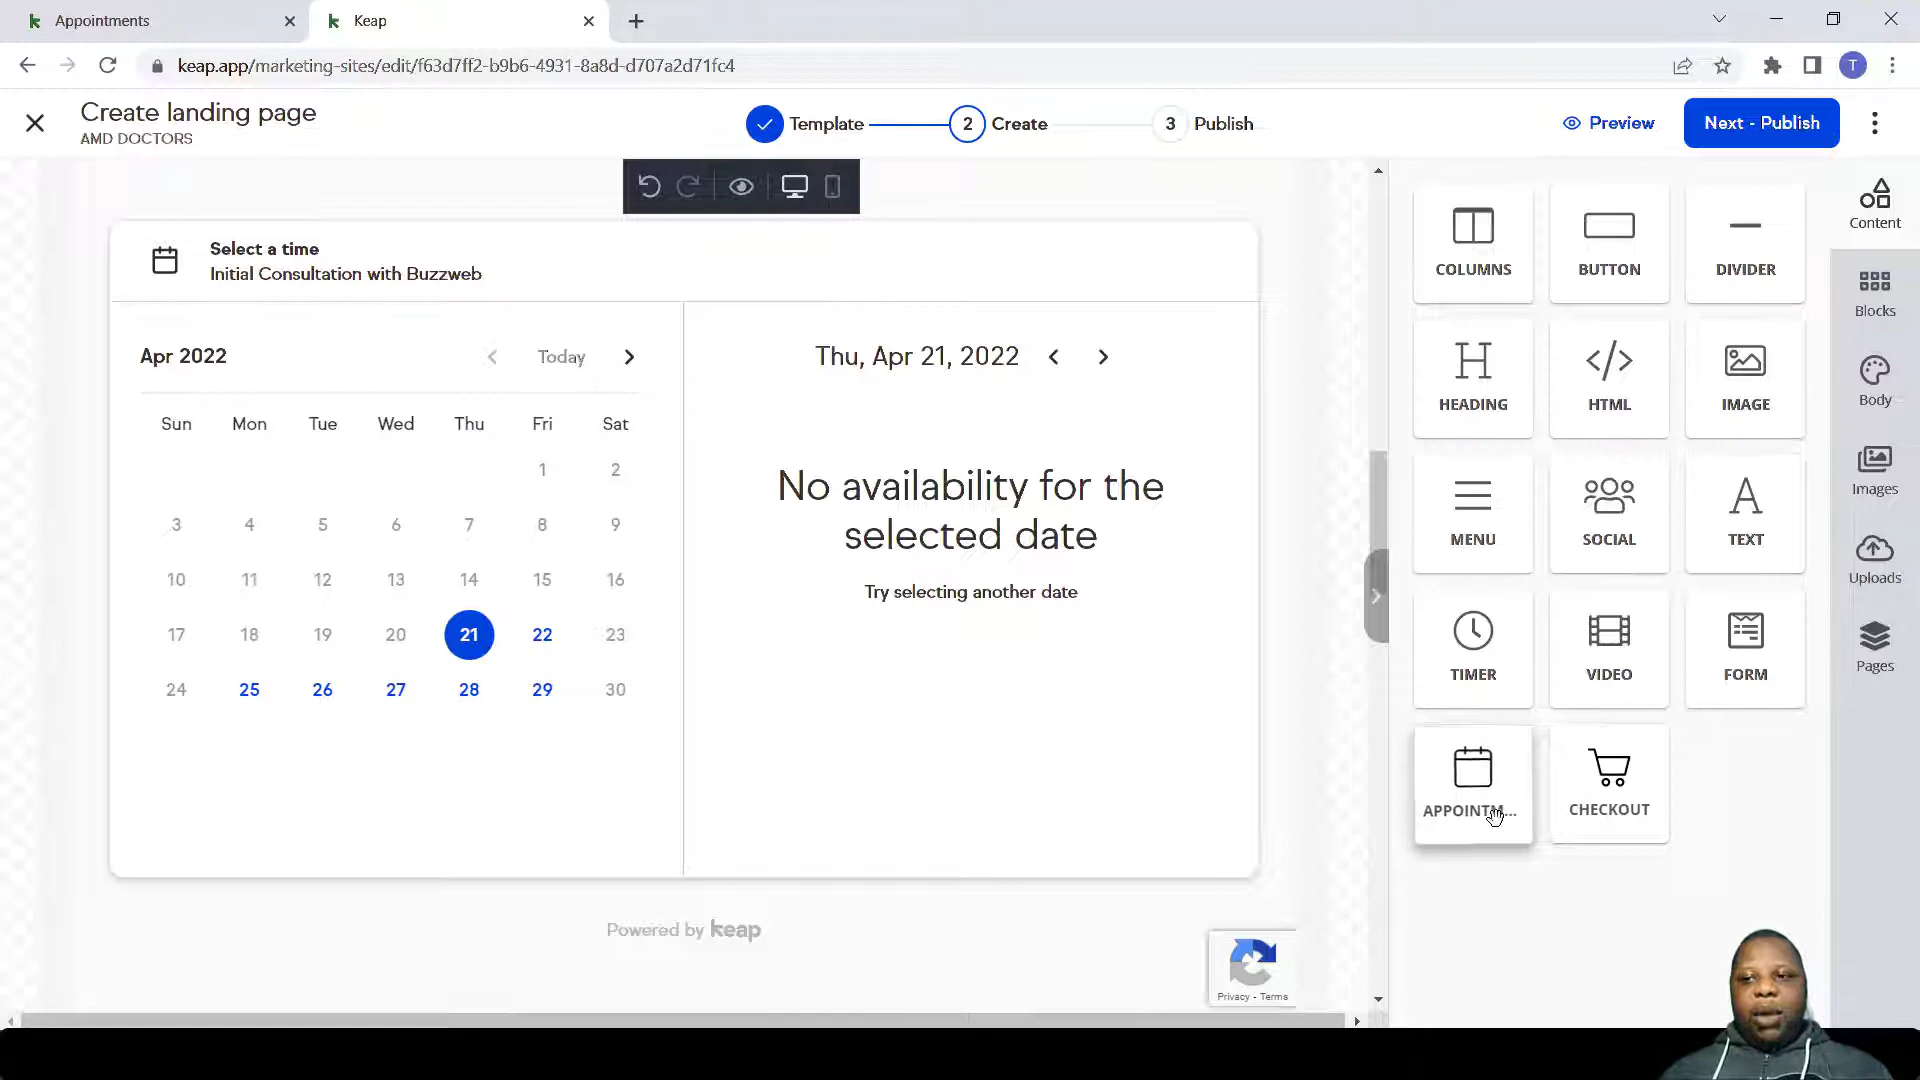 Appointments
Keap
keap.app/marketing-sites/edit/f63d7ff2-b9b6-4931-8a8d-d707a2d71fc4
T
Create landing page
AMD DOCTORS
Template
2 Create
3 Publish
Preview
Next - Publish
Select a time
Initial Consultation with Buzzweb
Apr 2022
Today
Sun Mon Tue Wed Thu Fri Sat
1 2
3 4 5 6 7 8 9
10 11 12 13 14 15 16
17 18 19 20 21 22 23
24 25 26 27 28 29 30
Thu, Apr 21, 2022
No availability for the
selected date
Try selecting another date
Powered by keap
Privacy - Terms
COLUMNS BUTTON DIVIDER
HEADING HTML IMAGE
MENU SOCIAL TEXT
TIMER VIDEO FORM
APPOINTM... CHECKOUT
Content
Blocks
Body
Images
Uploads
Pages